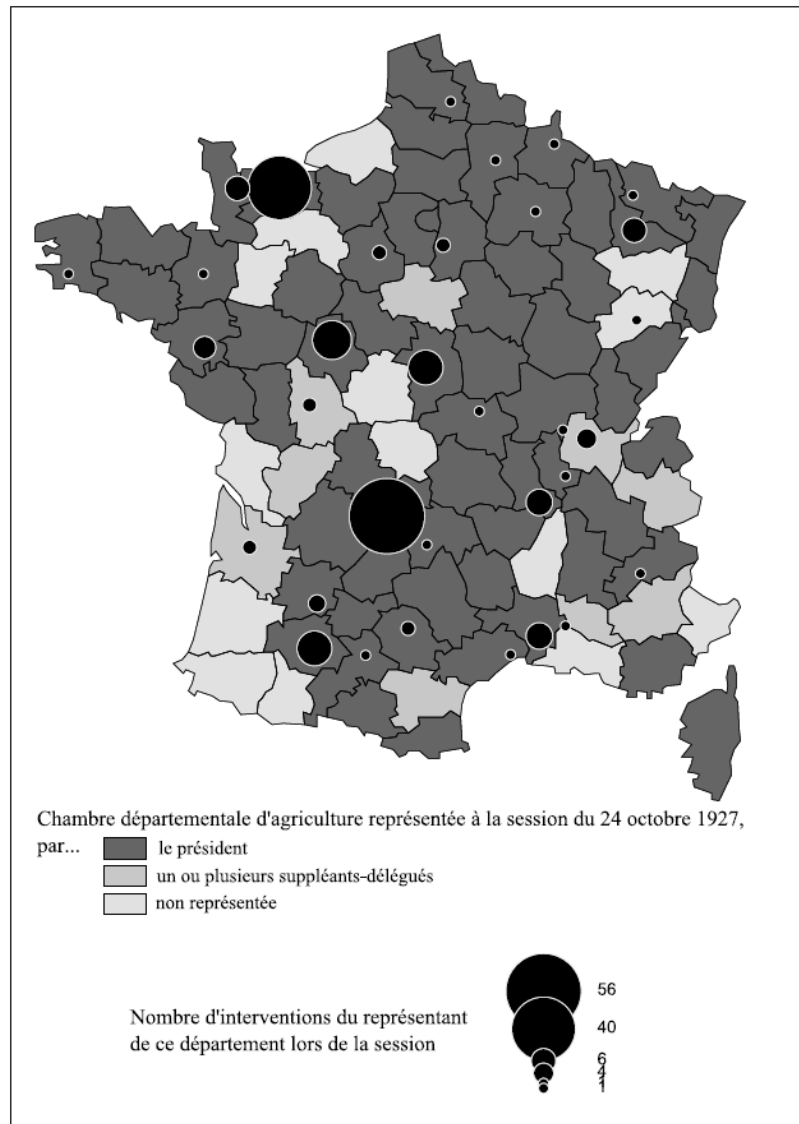 Chambre départementale d'agriculture représentée à la session du 24 octobre 1927,
par...
le président
un ou plusieurs suppléants-délégués
non représentée
Nombre d'interventions du représentant
de ce département lors de la session
56
40
6
4
1